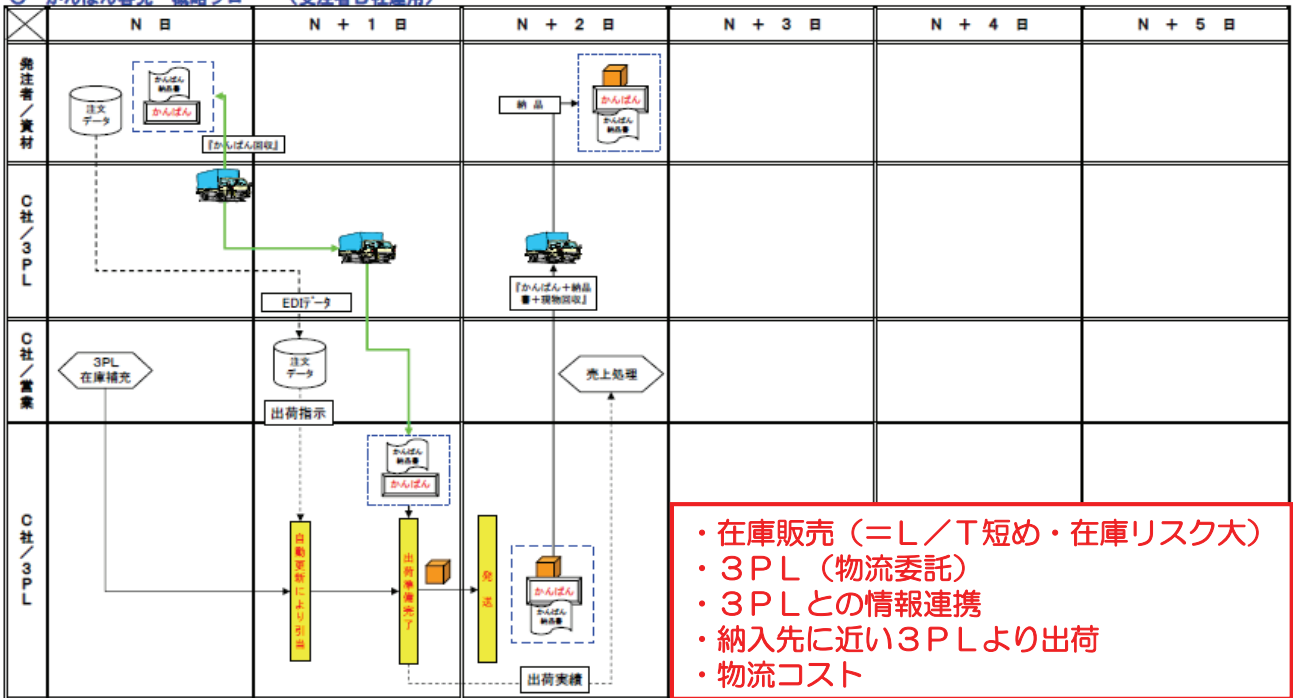 N 日
N + 1 日
N + 2 日
N + 3 日
N + 4 日
N + 5 日
発注者/資材
注文
データ
かんばん
納品書
かんばん
『かんばん回収』
納 品
かんばん
かんばん
納品書
C社/3PL
EDIデータ
『かんばん+納品
書+現物回収』
C社/営業
3PL
在庫補充
注文
データ
出荷指示
売上処理
C社/3PL
かんばん
納品書
かんばん
自動更新により引当
出荷準備完了
発送
かんばん
かんばん
納品書
出荷実績
・在庫販売(=L/T短め・在庫リスク大)
・3PL(物流委託)
・3PLとの情報連携
・納入先に近い3PLより出荷
・物流コスト